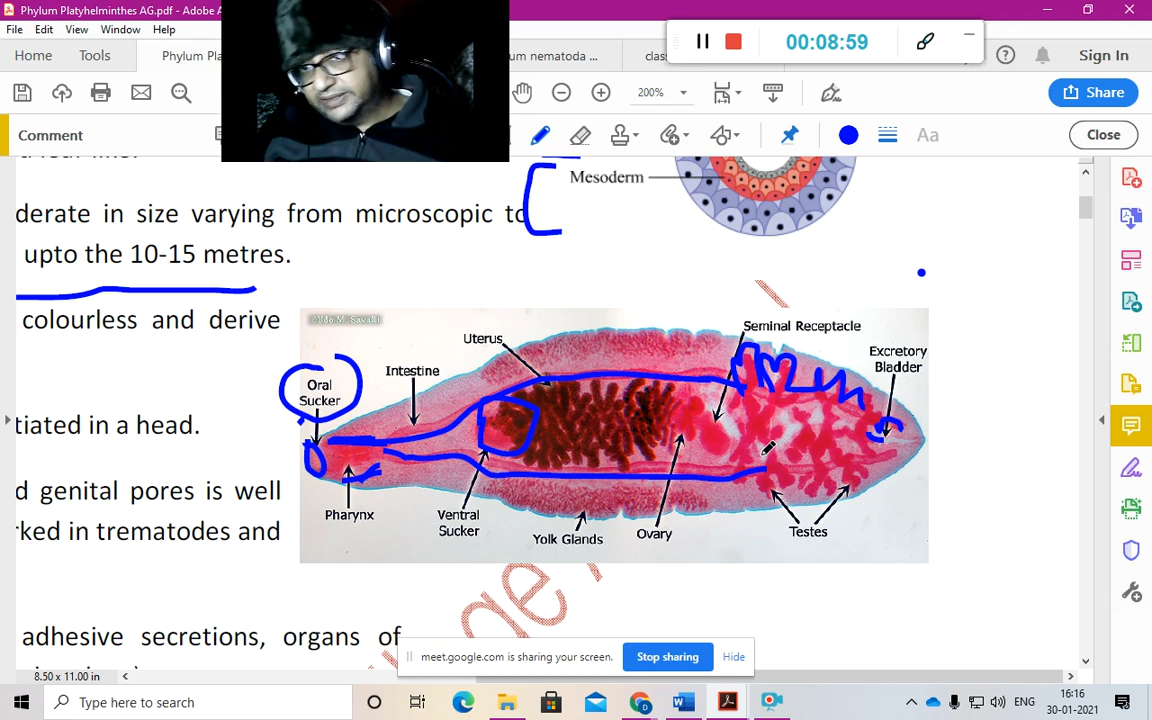 Phylum Platyhelminthes AG.pdf - Adobe A
File Edit View Window Help
00:08:59
Home Tools Phylum Pla um nematoda ... clas Sign In
200% Share
Comment Aa Close
a leaf like.
Mesoderm
derate in size varying from microscopic to
upto the 10-15 metres.
colourless and derive
tiated in a head.
d genital pores is well
rked in trematodes and
adhesive secretions, organs of
Seminal Receptacle
Uterus
Excretory
Bladder
Intestine
Oral
Sucker
Pharynx
Ventral
Sucker
Yolk Glands
Ovary
Testes
meet.google.com is sharing your screen. Stop sharing Hide
8.50 x 11.00 in
Type here to search
ENG
16:16
30-01-2021